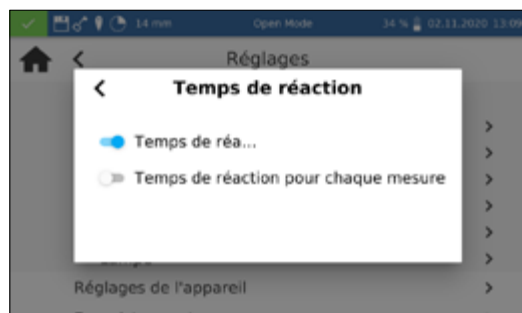 14 mm Open Mode 34 % 02.11.2020 13:09
Réglages
Temps de réaction
Temps de réa...
Temps de réaction pour chaque mesure
Réglages de l'appareil